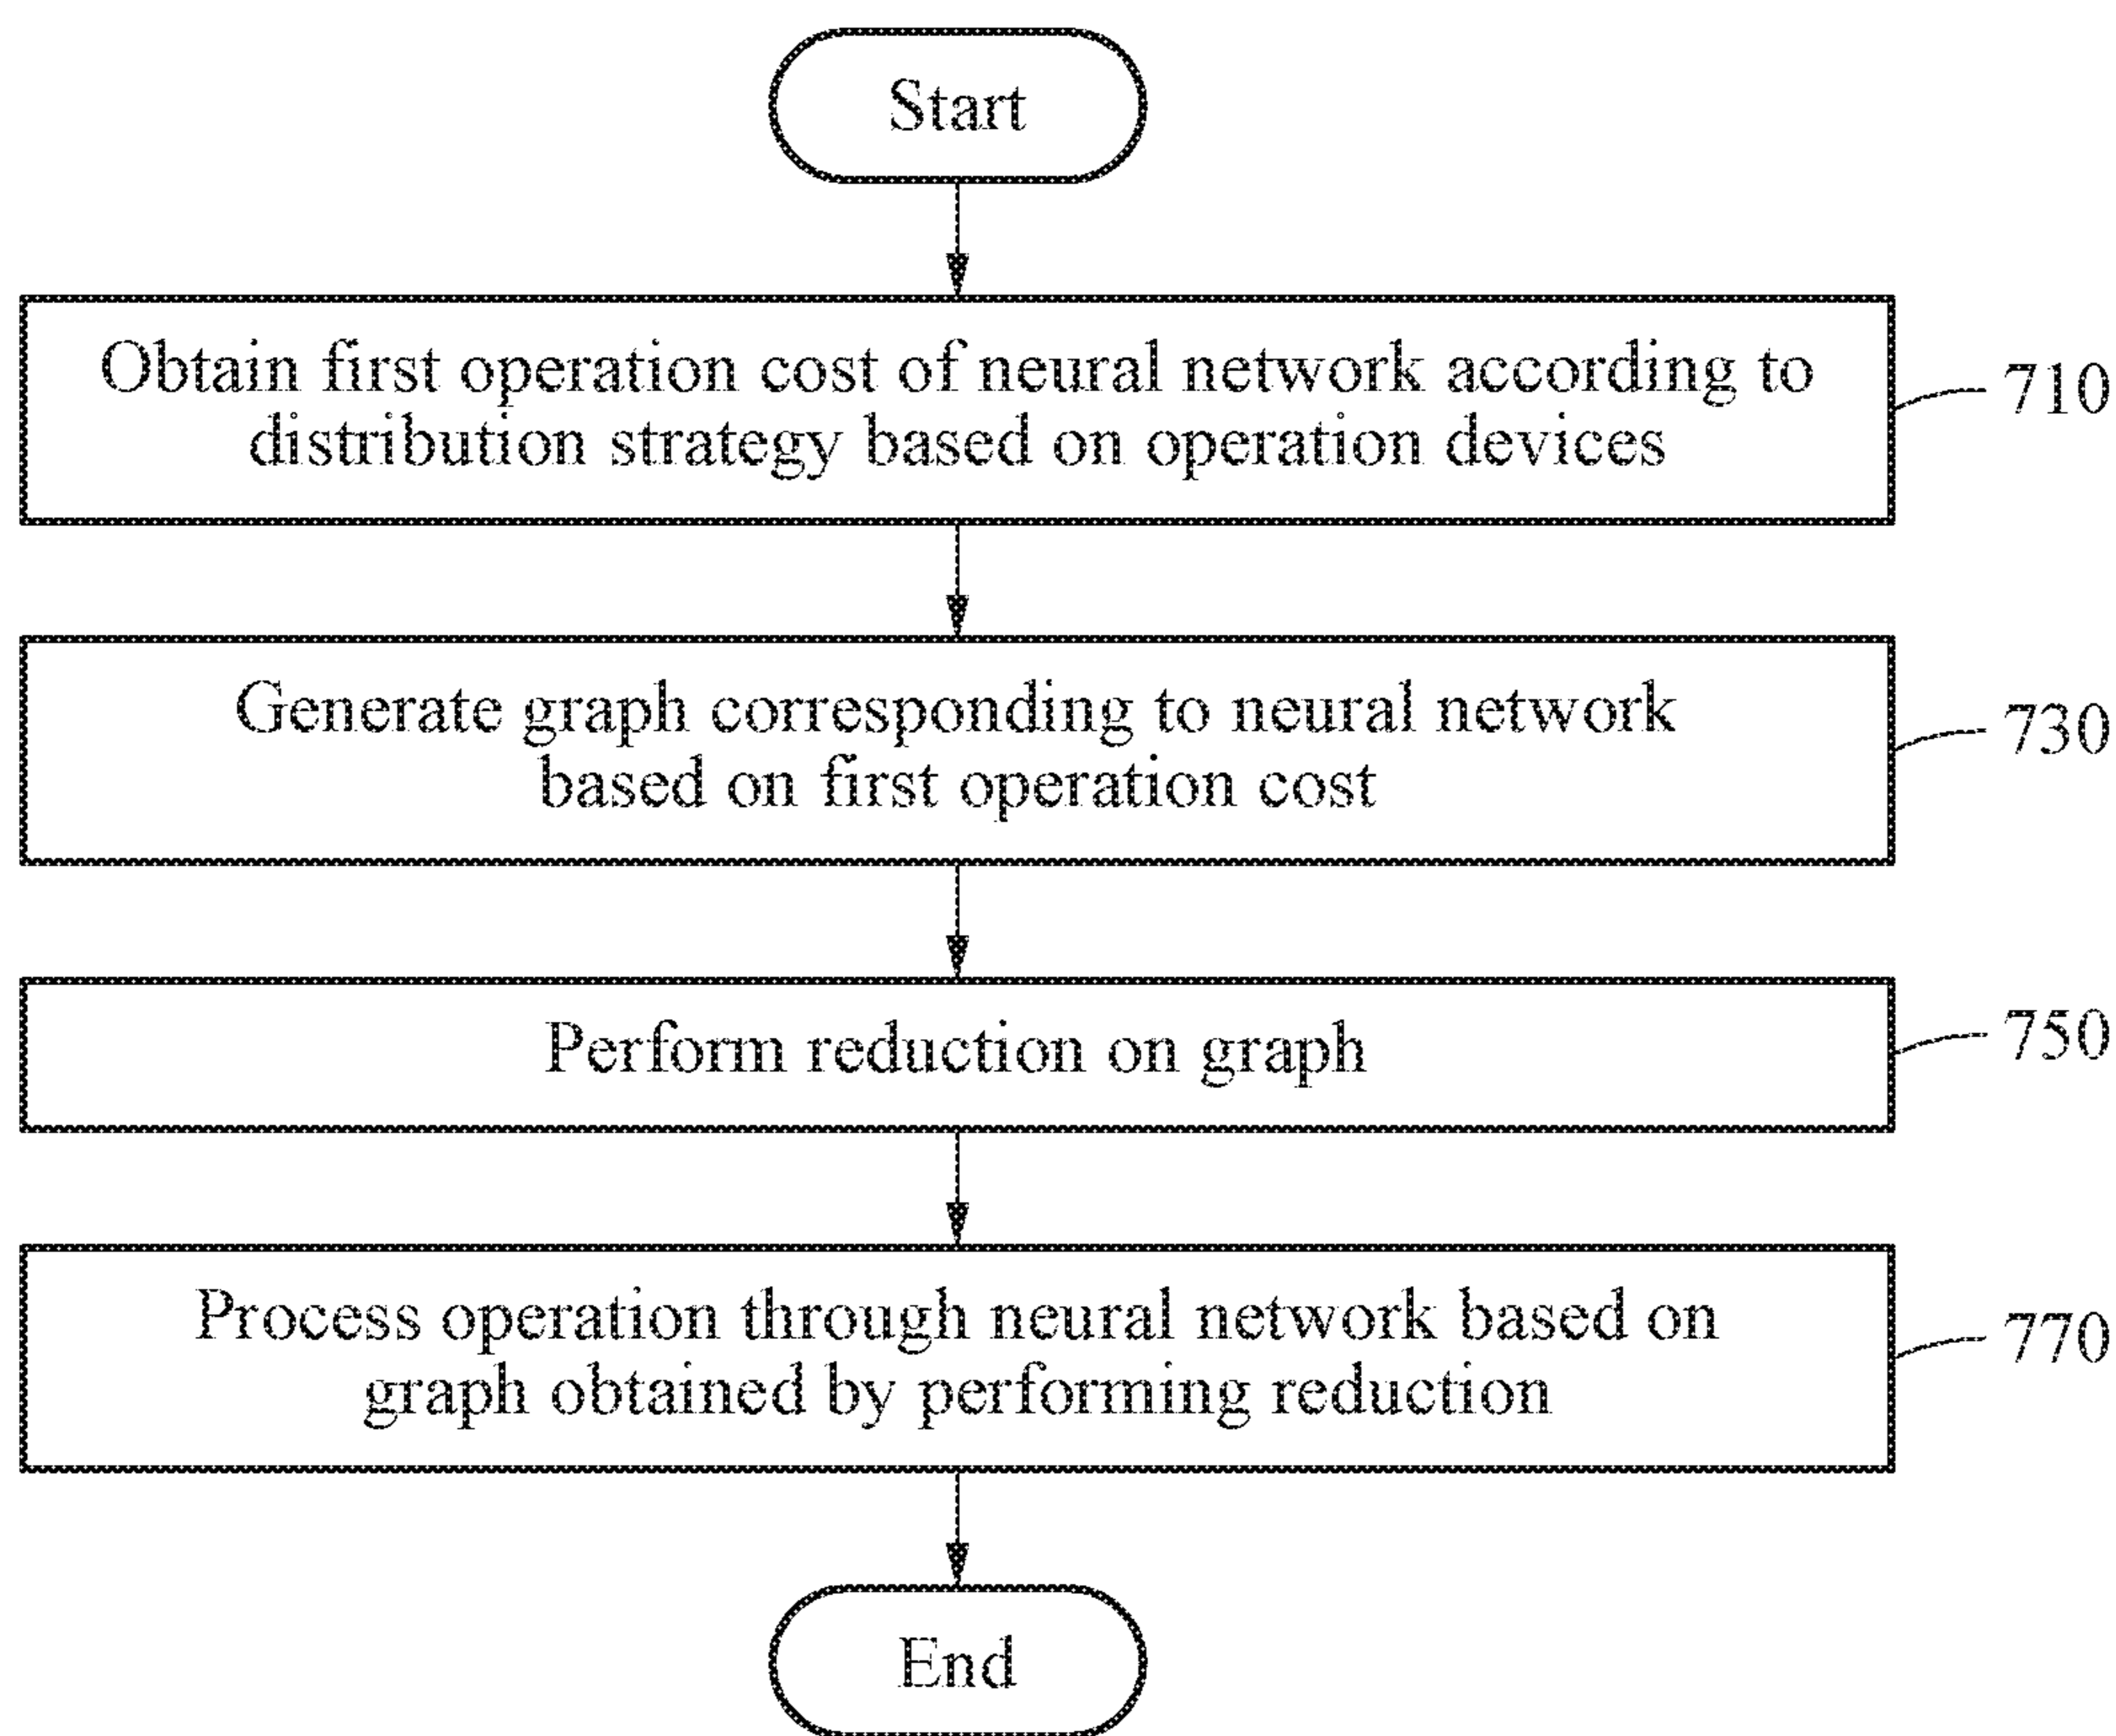 Start
Obtain first operation cost of neural network according to
distribution strategy based on operation devices
710
Generate graph corresponding to neural network
based on first operation cost
730
Perform reduction on graph
750
Process operation through neural network based on
graph obtained by performing reduction
770
End